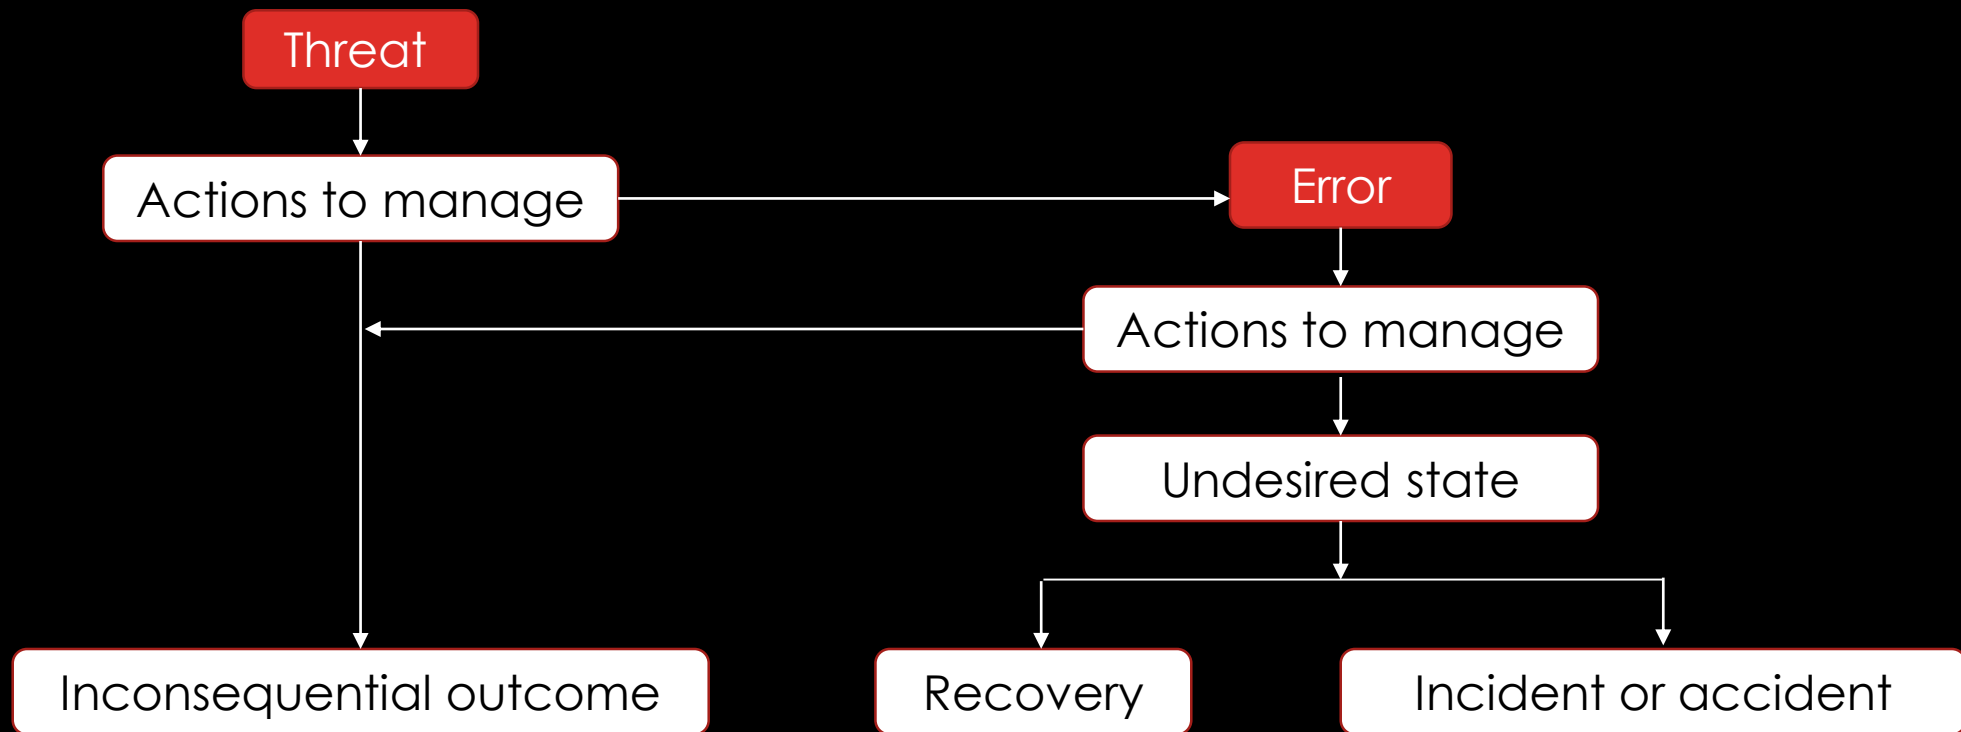 Threat
Actions to manage
Error
Actions to manage
Undesired state
Inconsequential outcome
Recovery
Incident or accident